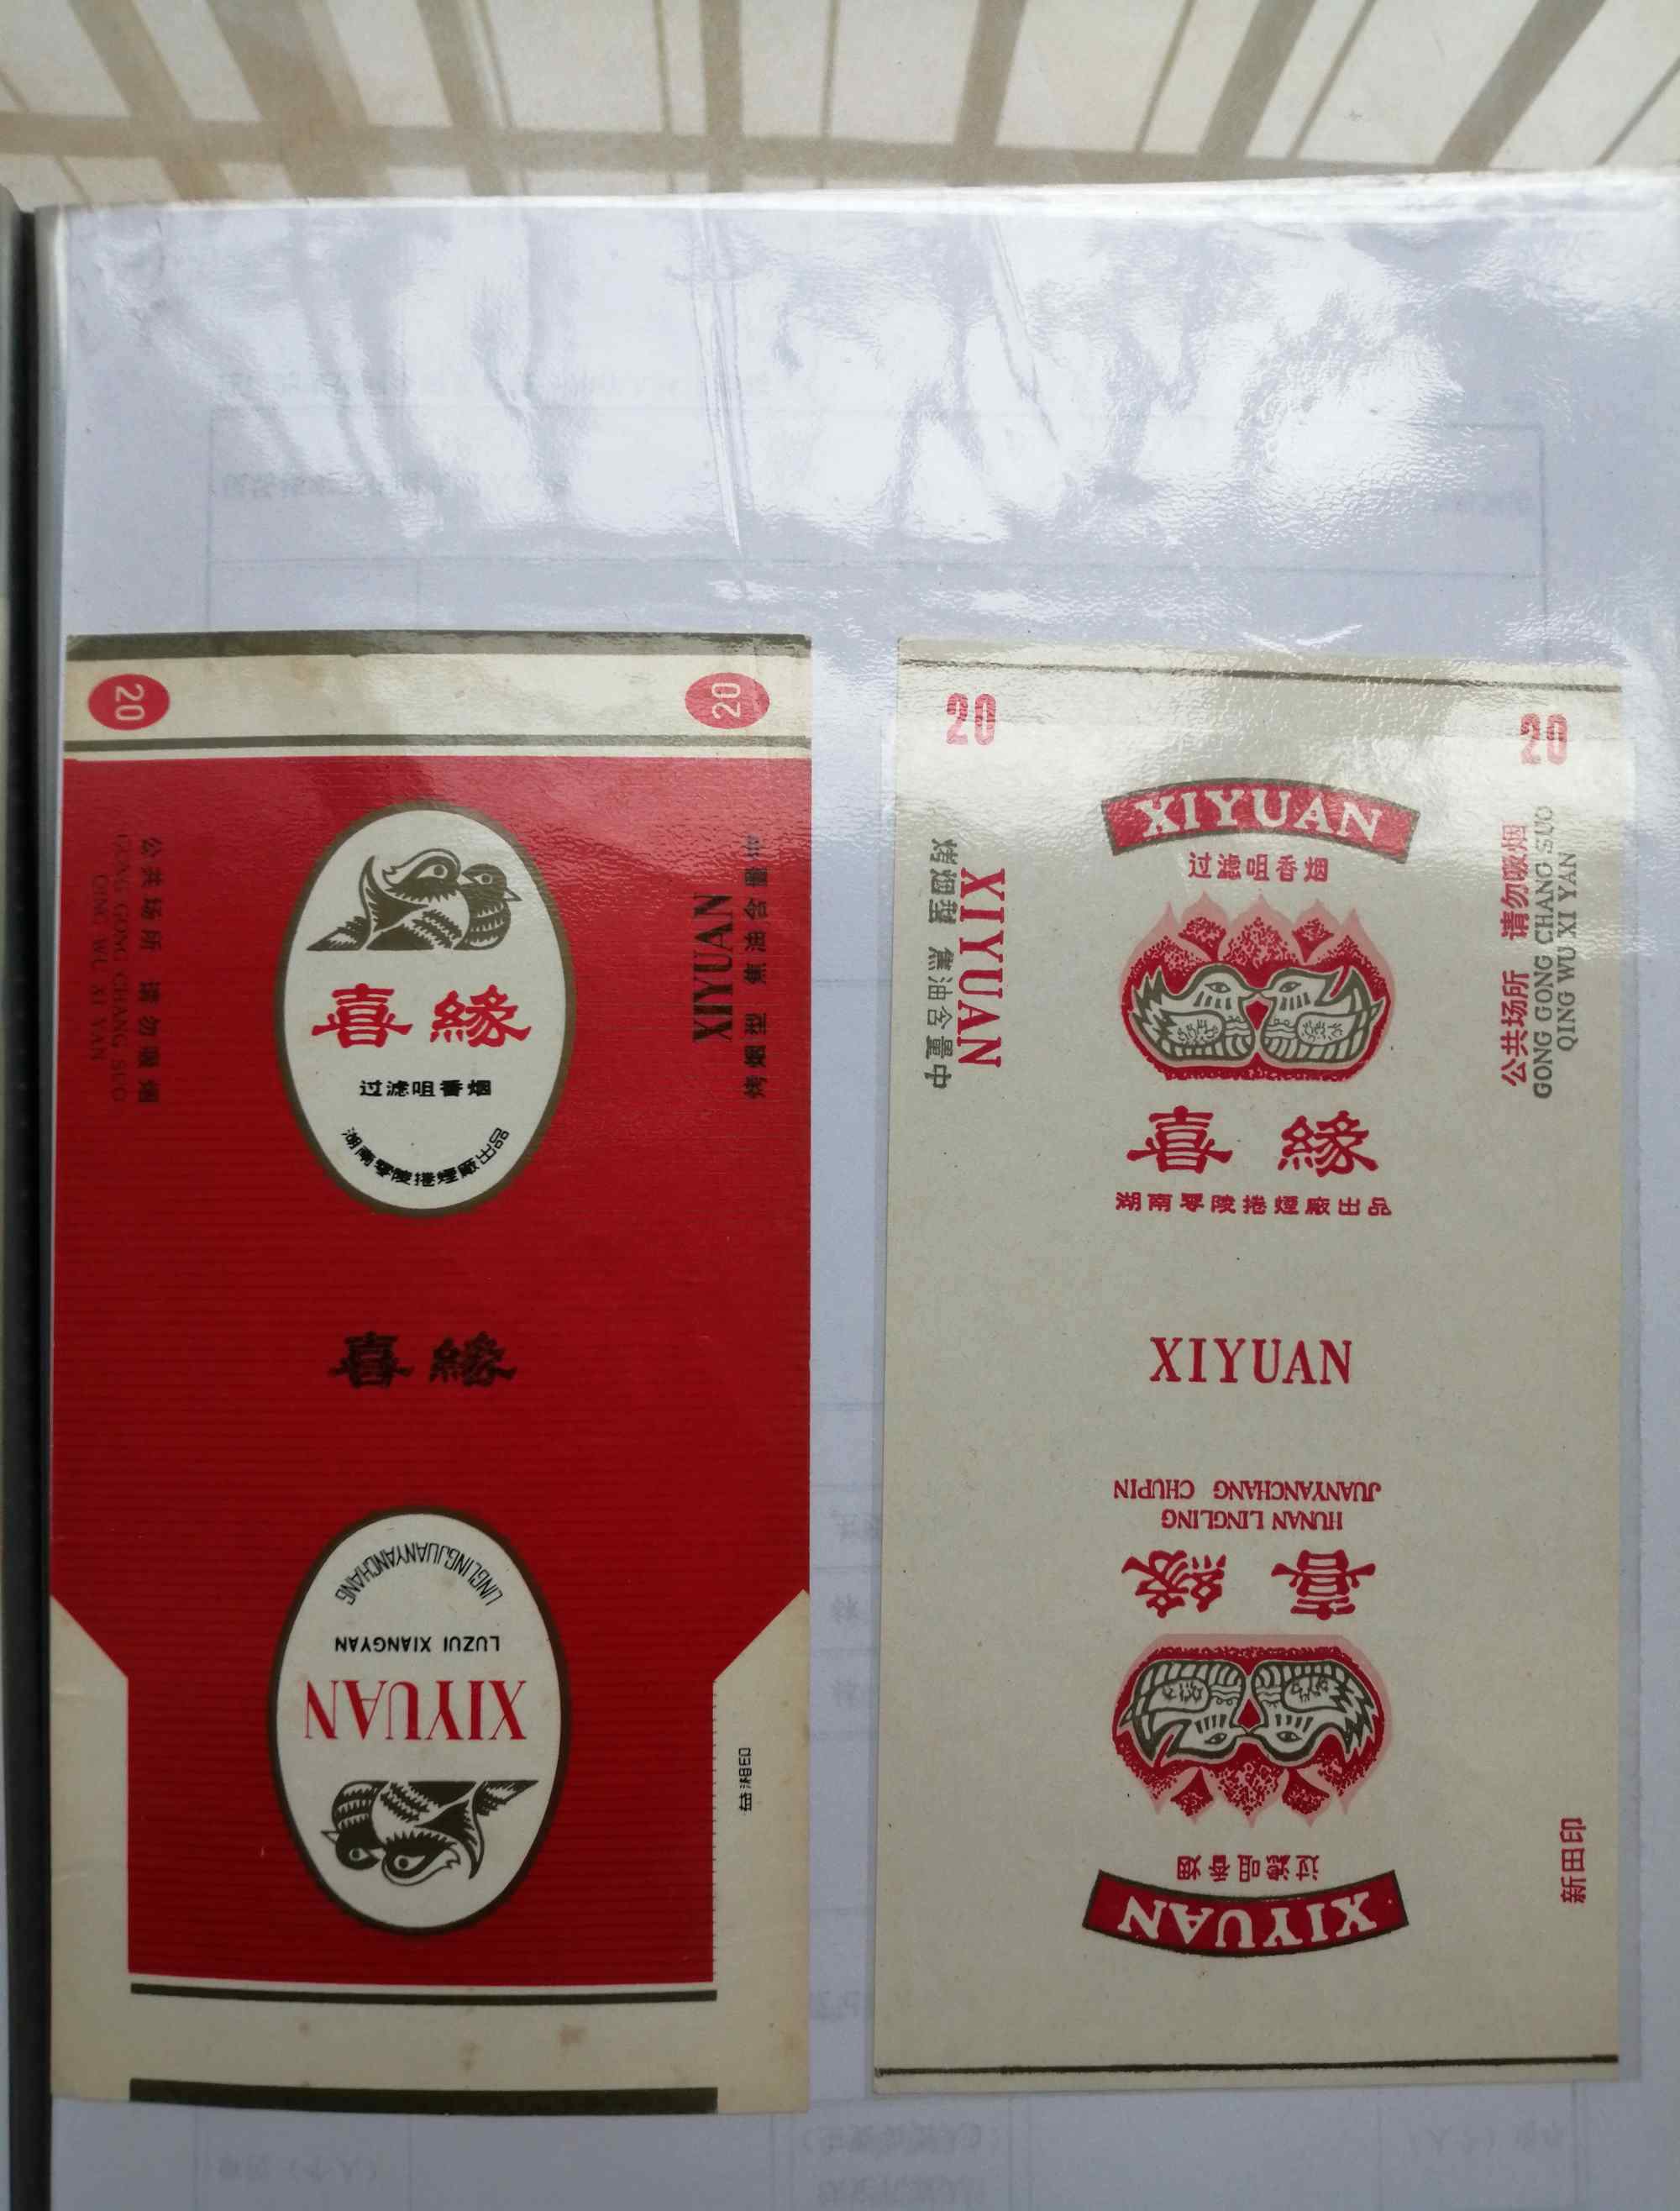 20
20
喜緣
过滤咀香烟
湖南零陵捲煙廠出品
公共场所 请勿吸烟
GONG GONG CHANG SUO
QING WU XI YAN
XIYUAN
烤烟型 焦油含量中
喜緣
LINGLINGJUANYANCHANG
LUZUI XIANGYAN
XIYUAN
益湘印
20
20
XIYUAN
过滤咀香烟
喜緣
湖南零陵捲煙廠出品
XIYUAN
烤烟型 焦油含量中
公共场所 请勿吸烟
GONG GONG CHANG SUO
QING WU XI YAN
XIYUAN
XIYUAN
过滤咀香烟
喜緣
HUNAN LINGLING
JUANYANCHANG CHUPIN
新田印